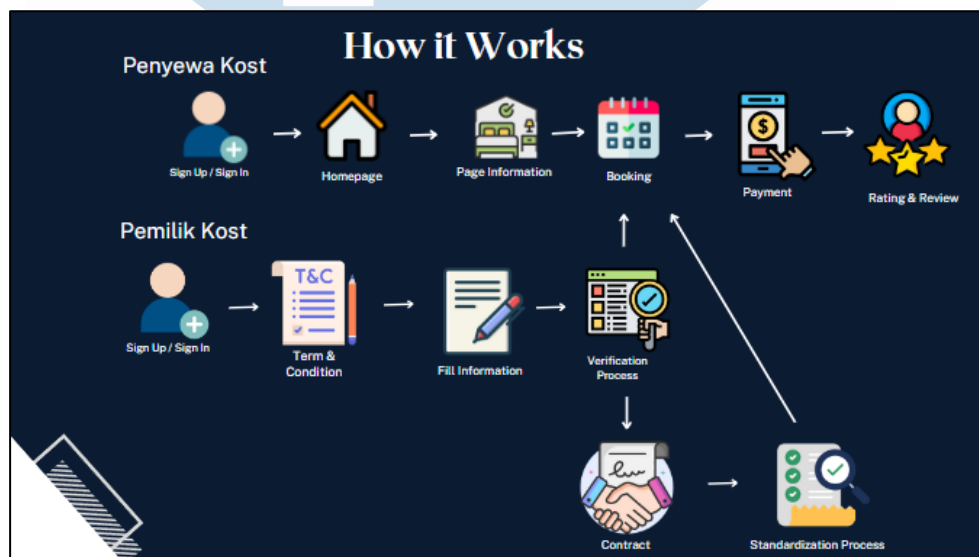 How it Works
Penyewa Kost
Sign Up / Sign In
Homepage
Page Information
Booking
Payment
Rating & Review
Pemilik Kost
Sign Up / Sign In
T&C
Term &
Condition
Fill Information
Verification
Process
Contract
Standardization Process